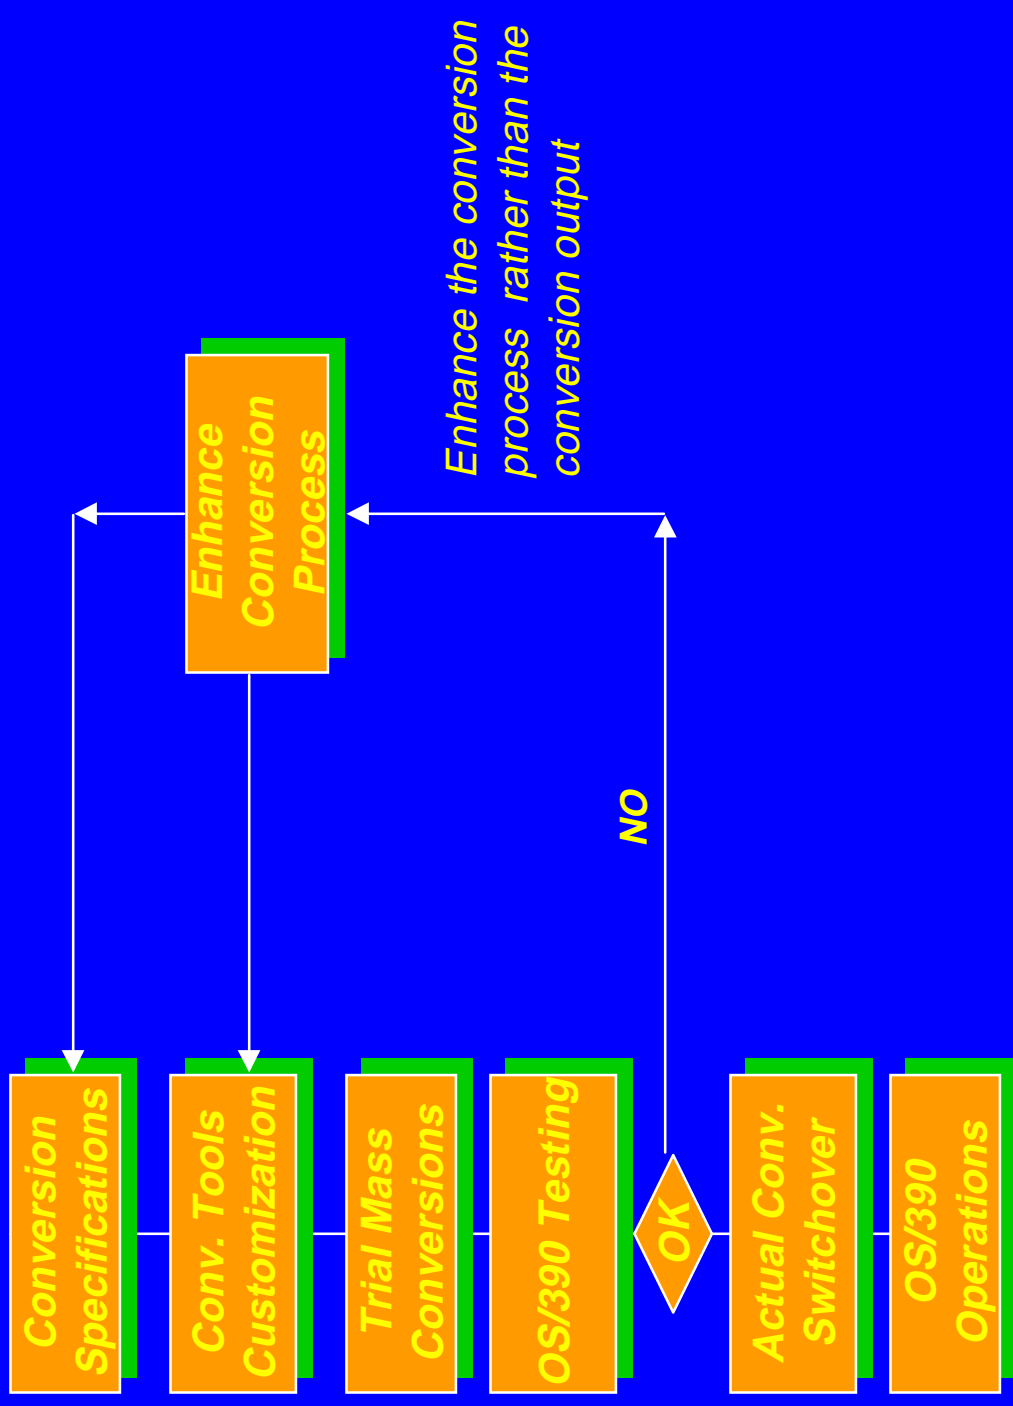 Conversion
Specifications
Conv. Tools
Customization
Trial Mass
Conversions
OS/390 Testing
OK
Actual Conv.
Switchover
OS/390
Operations
NO
Enhance
Conversion
Process
Enhance the conversion
process rather than the
conversion output